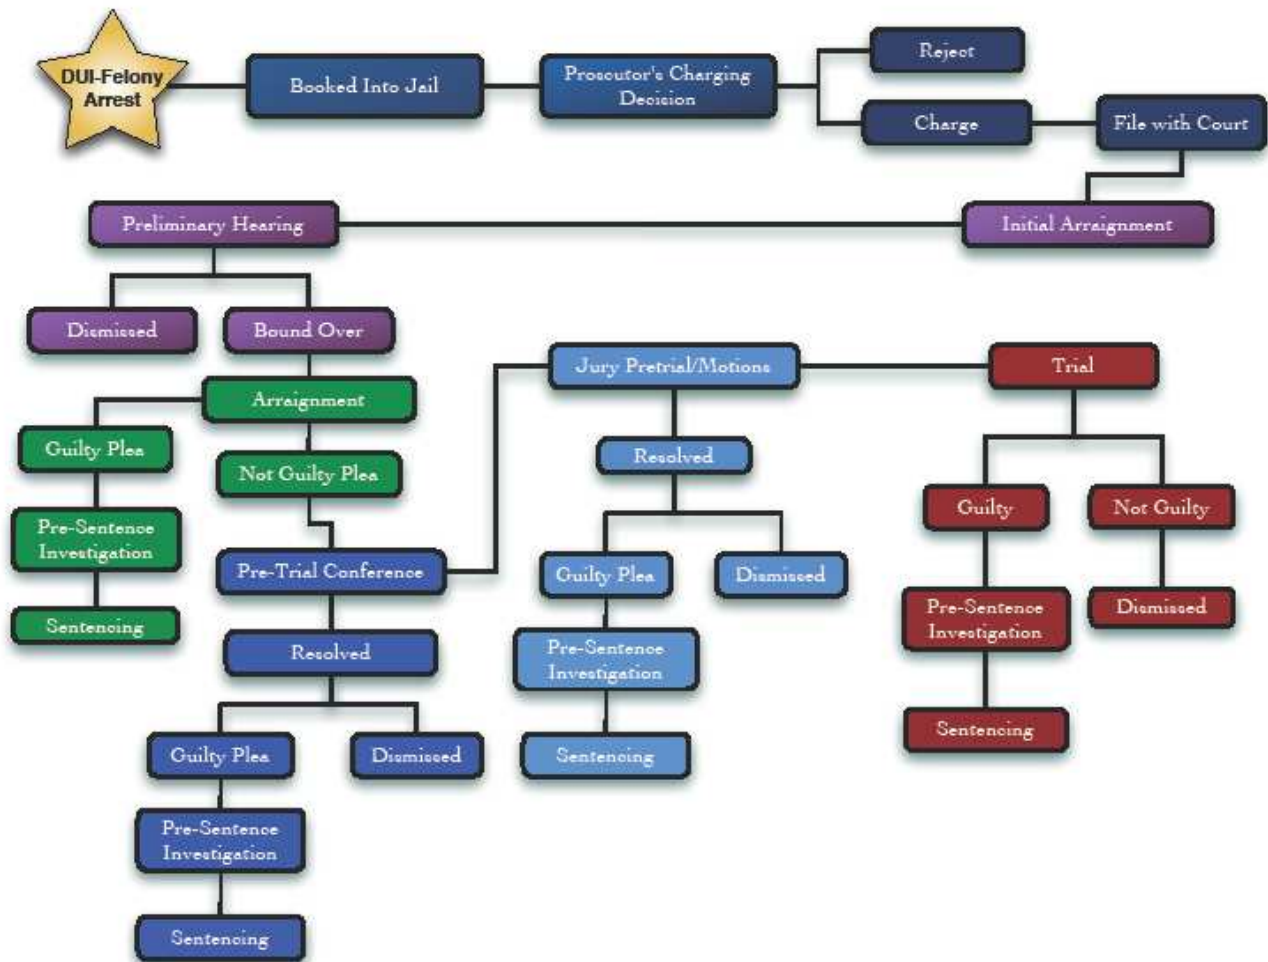 DUI-Felony
Arrest
Booked Into Jail
Proscutor's Charging
Decision
Reject
Charge
File with Court
Preliminary Hearing
Initial Arraignment
Dismissed
Bound Over
Jury Pretrial/Motions
Trial
Arraignment
Guilty Plea
Resolved
Not Guilty Plea
Guilty
Not Guilty
Pre-Sentence
Investigation
Pre-Trial Conference
Guilty Plea
Dismissed
Pre-Sentence
Investigation
Dismissed
Sentencing
Resolved
Pre-Sentence
Investigation
Sentencing
Guilty Plea
Dismissed
Sentencing
Pre-Sentence
Investigation
Sentencing